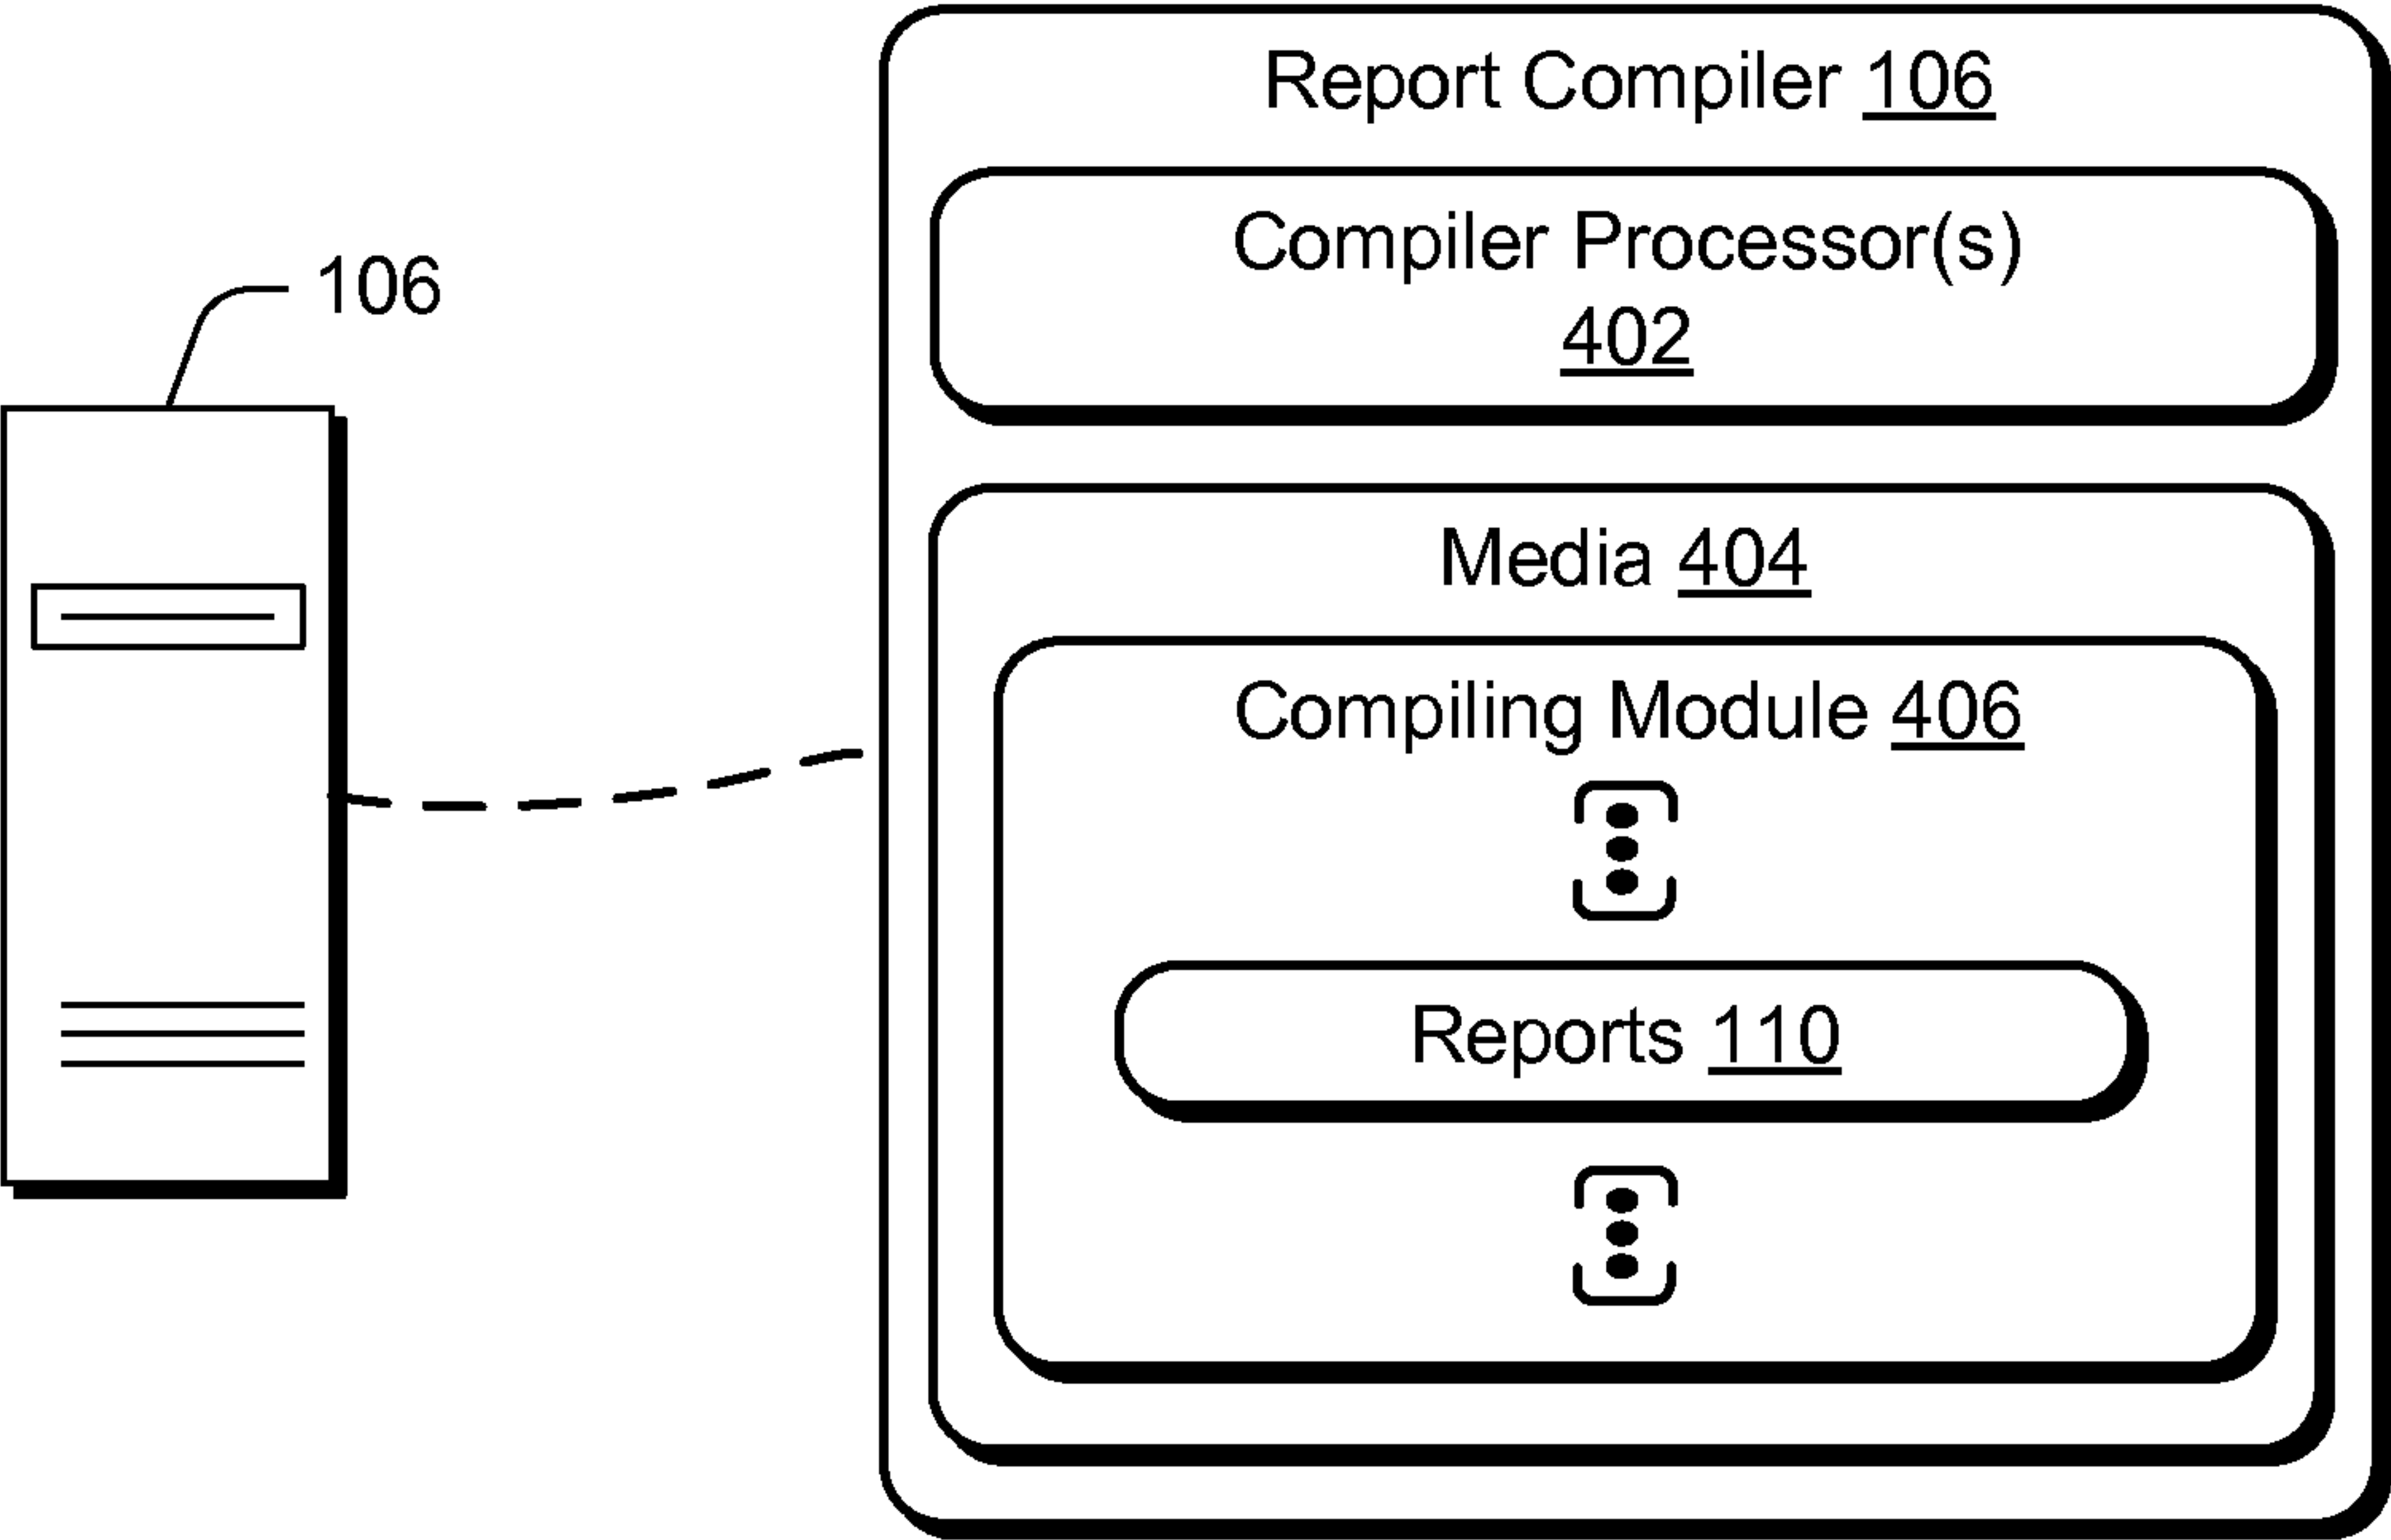 Report Compiler 106
Compiler Processor(s)
402
106
Media 404
Compiling Module 406
Reports 110